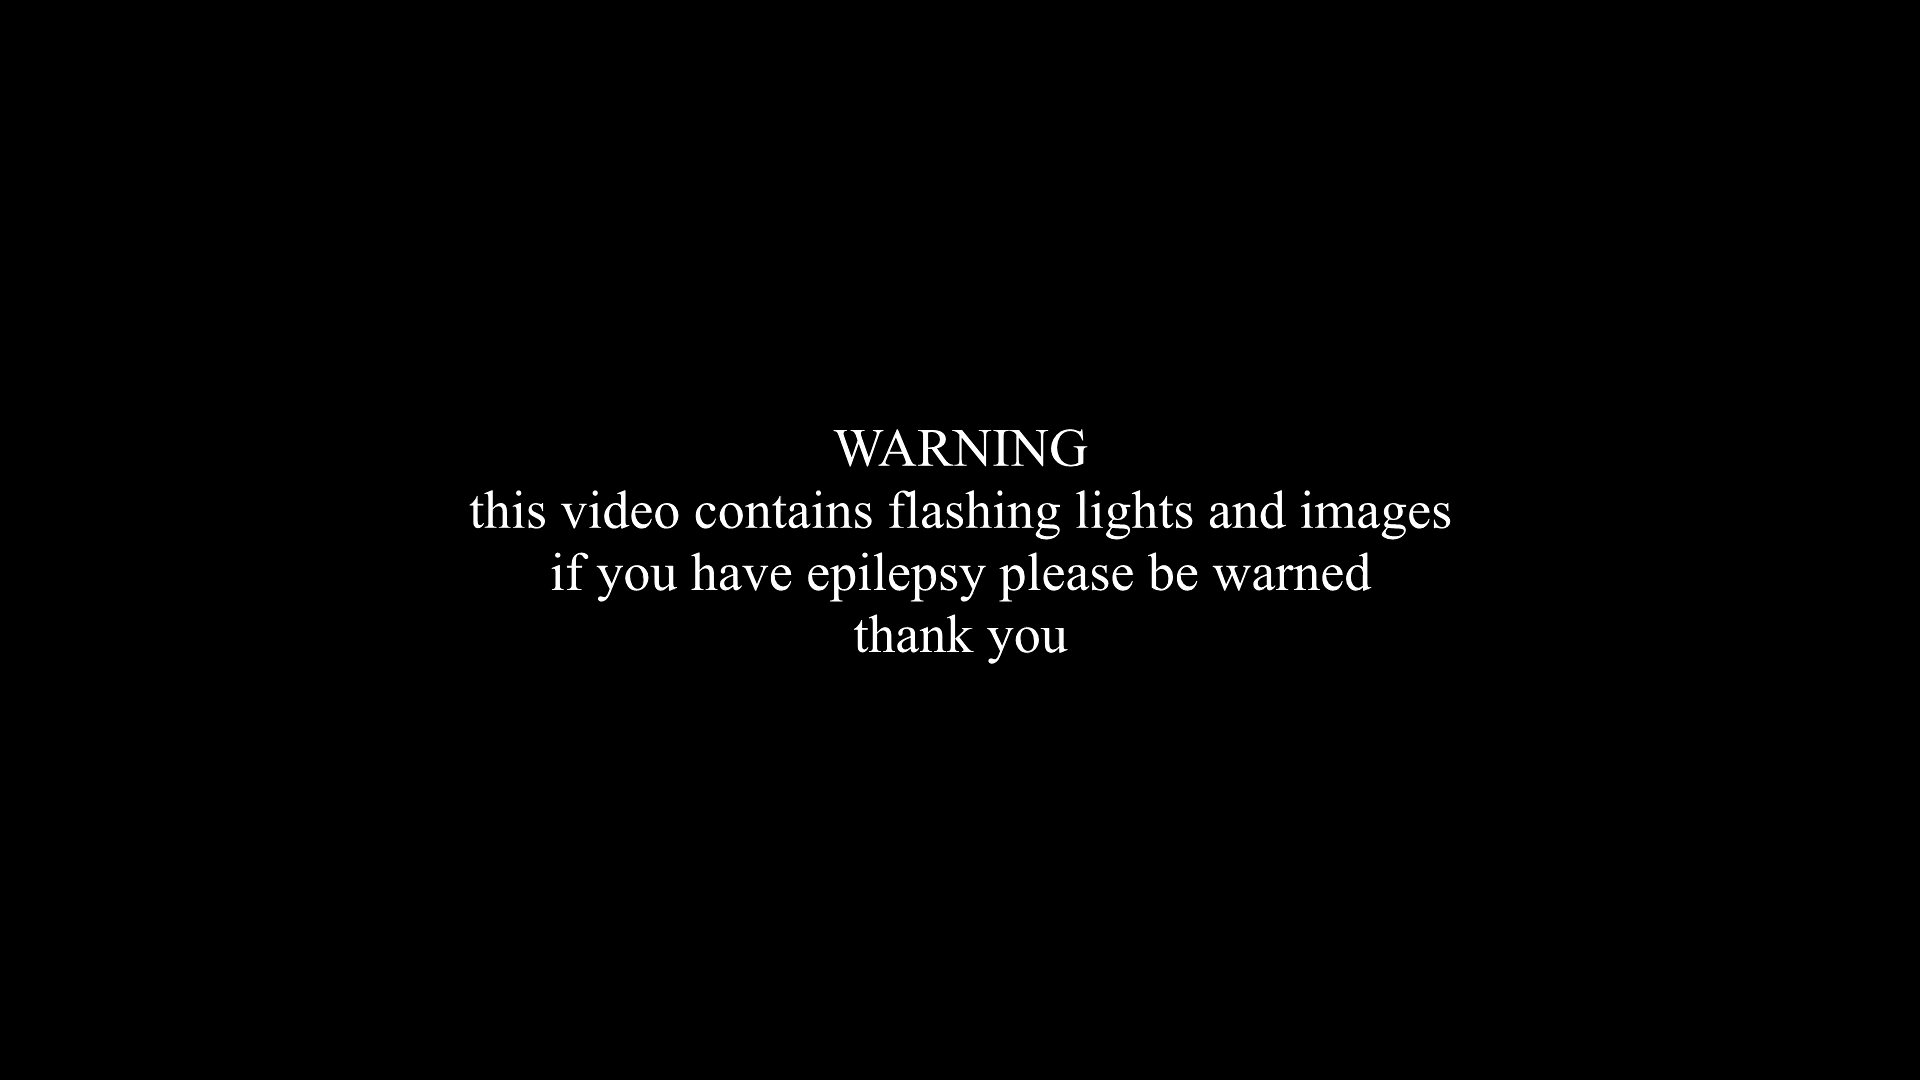 WARNING
this video contains flashing lights and images
if you have epilepsy please be warned
thank you